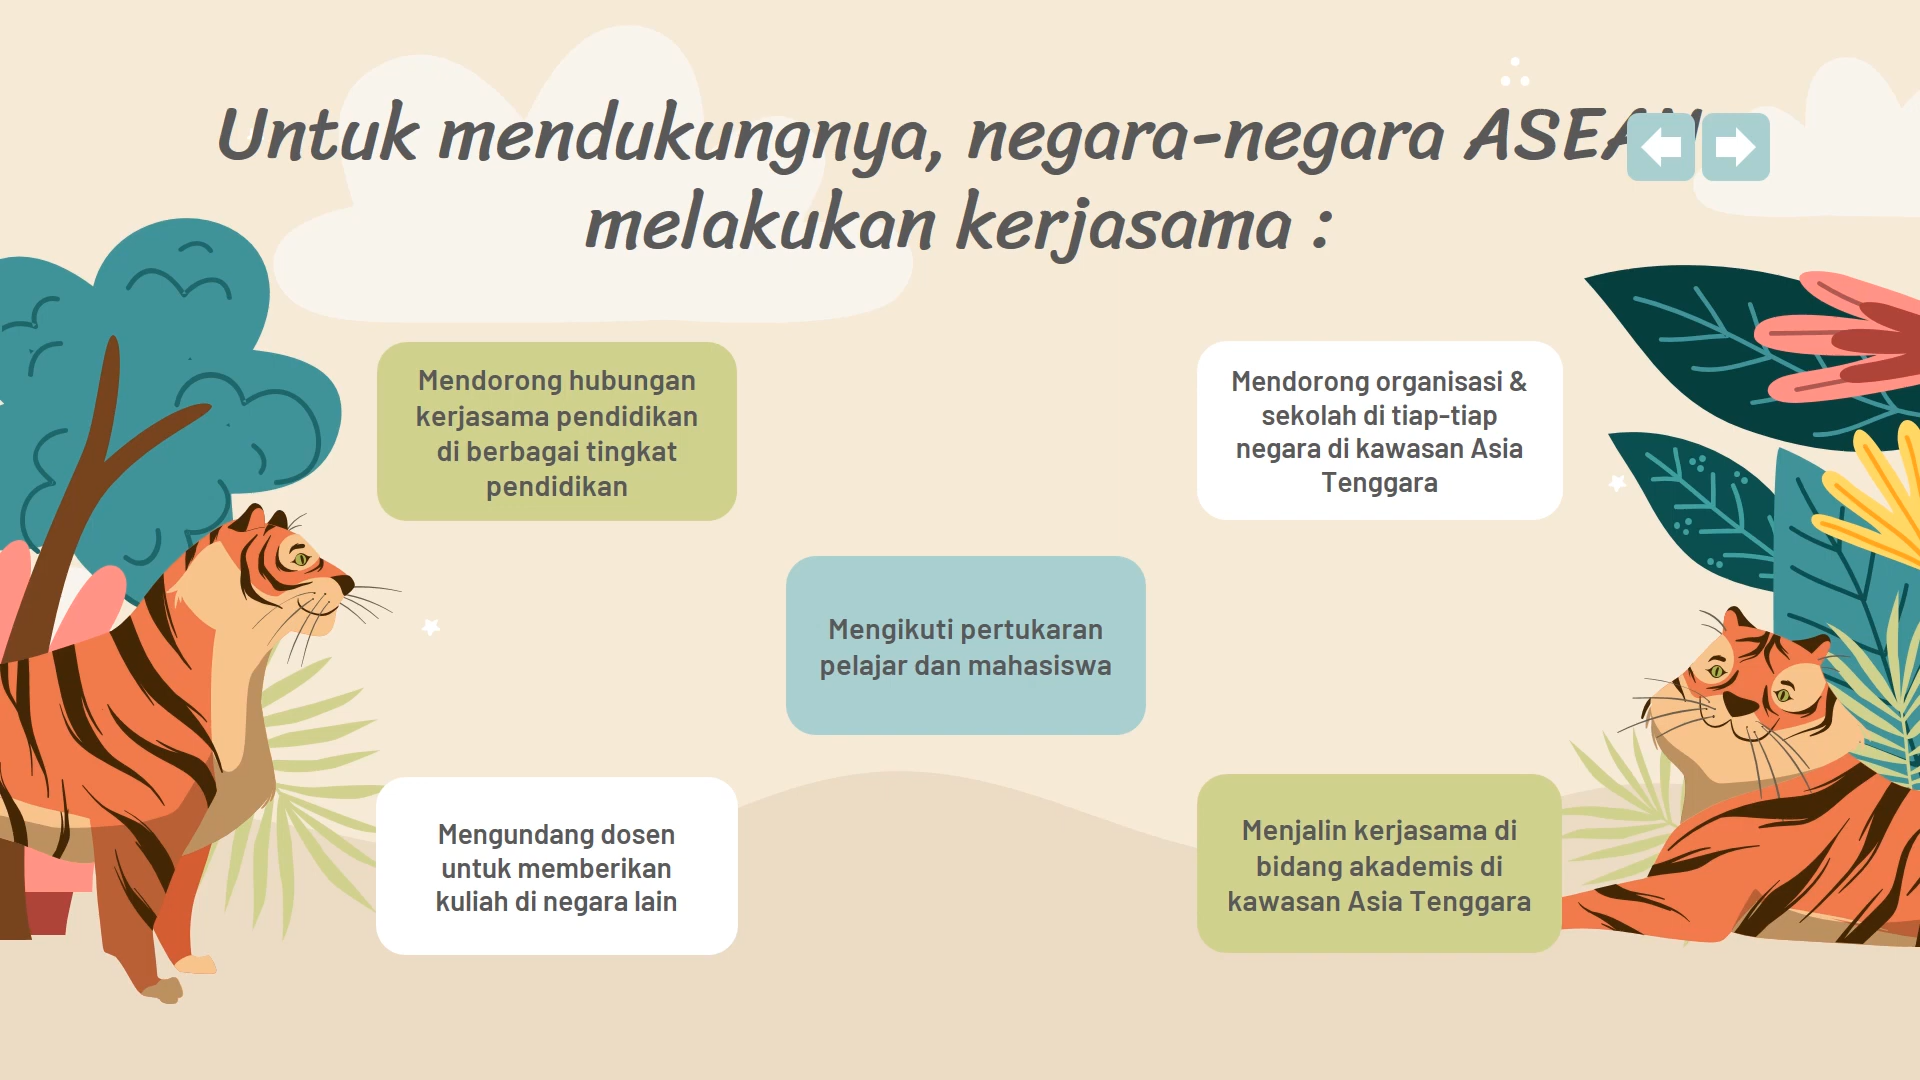 Untuk mendukungnya, negara-negara ASEAN
melakukan kerjasama :
Mendorong hubungan
kerjasama pendidikan
di berbagai tingkat
pendidikan
Mendorong organisasi &
sekolah di tiap-tiap
negara di kawasan Asia
Tenggara
Mengikuti pertukaran
pelajar dan mahasiswa
Mengundang dosen
untuk memberikan
kuliah di negara lain
Menjalin kerjasama di
bidang akademis di
kawasan Asia Tenggara